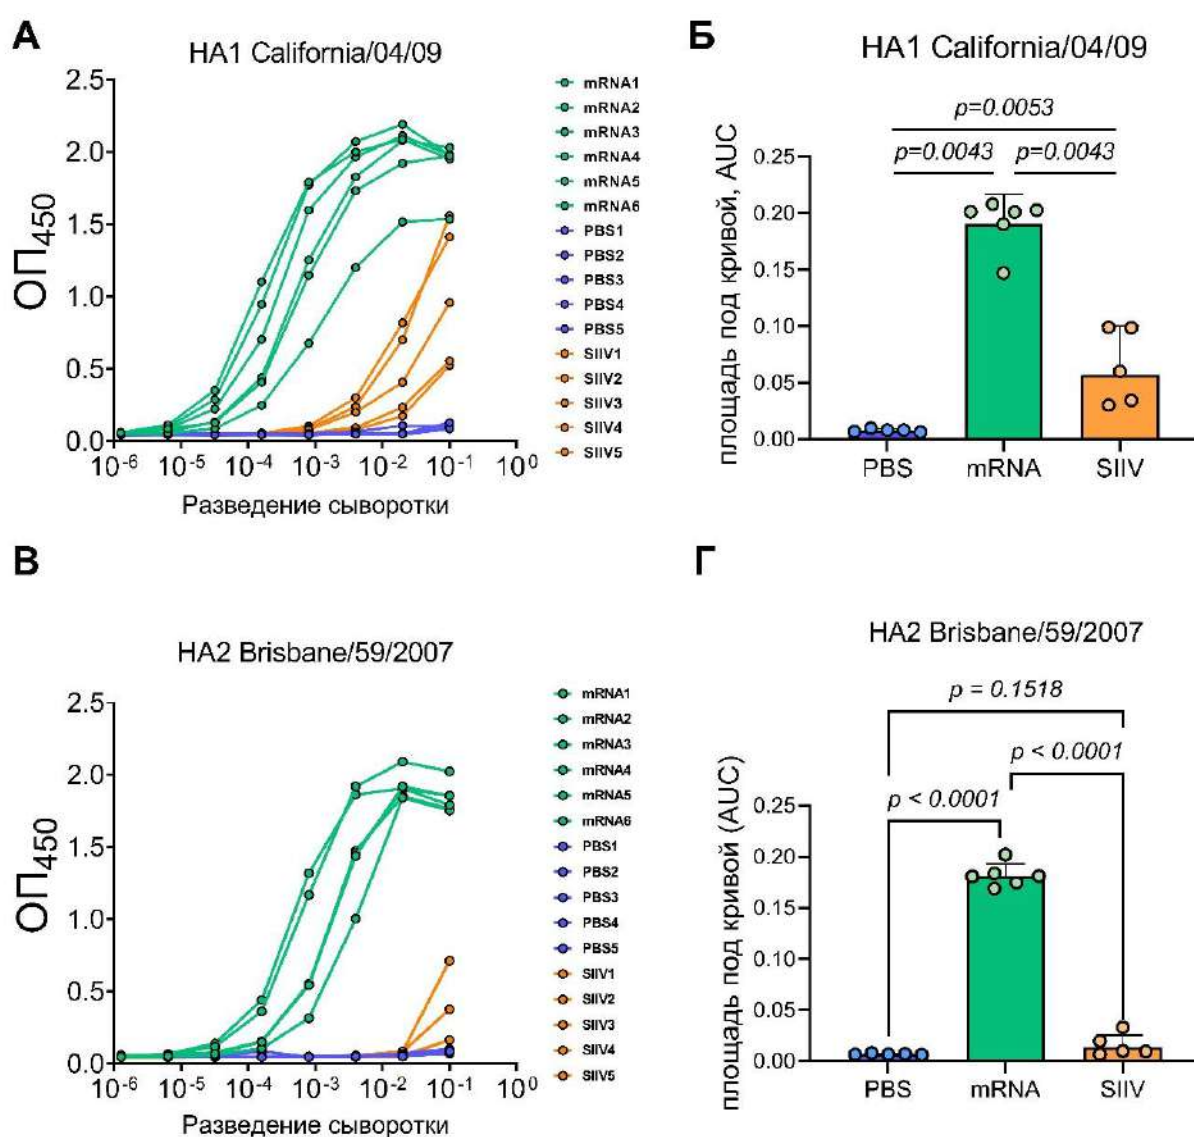 А
HA1 California/04/09
ОП450
2.5
2.0
1.5
1.0
0.5
0.0
10-6
10-5
10-4
10-3
10-2
10-1
100
Разведение сыворотки
mRNA1
mRNA2
mRNA3
mRNA4
mRNA5
mRNA6
PBS1
PBS2
PBS3
PBS4
PBS5
SIIV1
SIIV2
SIIV3
SIIV4
SIIV5
Б
HA1 California/04/09
p=0.0053
p=0.0043
p=0.0043
площадь под кривой, AUC
0.25
0.20
0.15
0.10
0.05
0.00
PBS
mRNA
SIIV
В
HA2 Brisbane/59/2007
ОП450
2.5
2.0
1.5
1.0
0.5
0.0
10-6
10-5
10-4
10-3
10-2
10-1
100
Разведение сыворотки
mRNA1
mRNA2
mRNA3
mRNA4
mRNA5
mRNA6
PBS1
PBS2
PBS3
PBS4
PBS5
SIIV1
SIIV2
SIIV3
SIIV4
SIIV5
Г
HA2 Brisbane/59/2007
p = 0.1518
p < 0.0001
p < 0.0001
площадь под кривой (AUC)
0.25
0.20
0.15
0.10
0.05
0.00
PBS
mRNA
SIIV